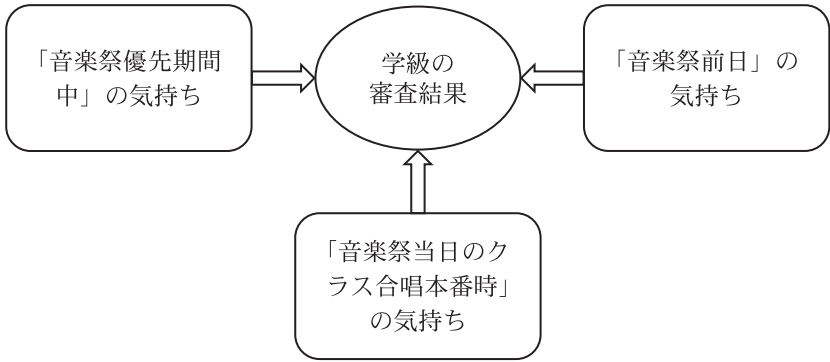 「音楽祭優先期間
中」の気持ち
学級の
審査結果
「音楽祭前日」の
気持ち
「音楽祭当日のク
ラス合唱本番時」
の気持ち